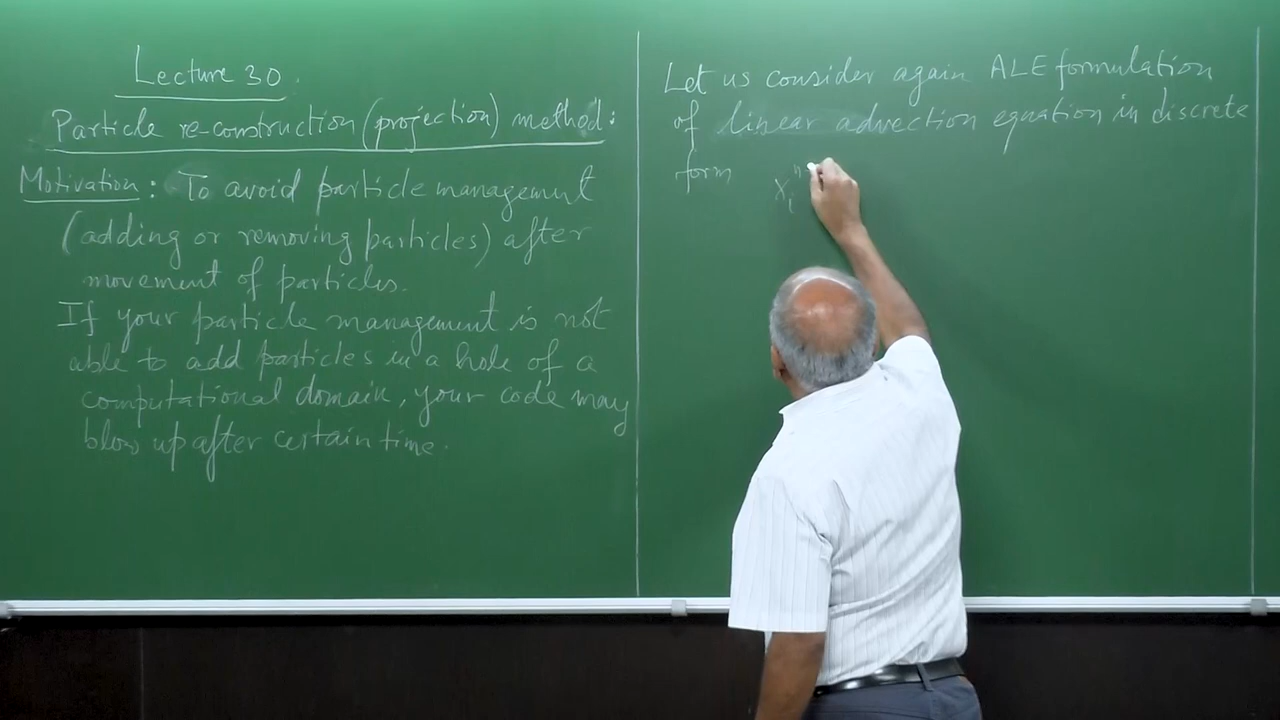 Lecture 30.
Particle re-construction (projection) method:
Motivation: To avoid particle management
(adding or removing particles) after
movement of particles.
If your particle management is not
able to add particles in a hole of a
computational domain, your code may
blow up after certain time.
Let us consider again ALE formulation
of linear advection equation in discrete
form
x_i^n